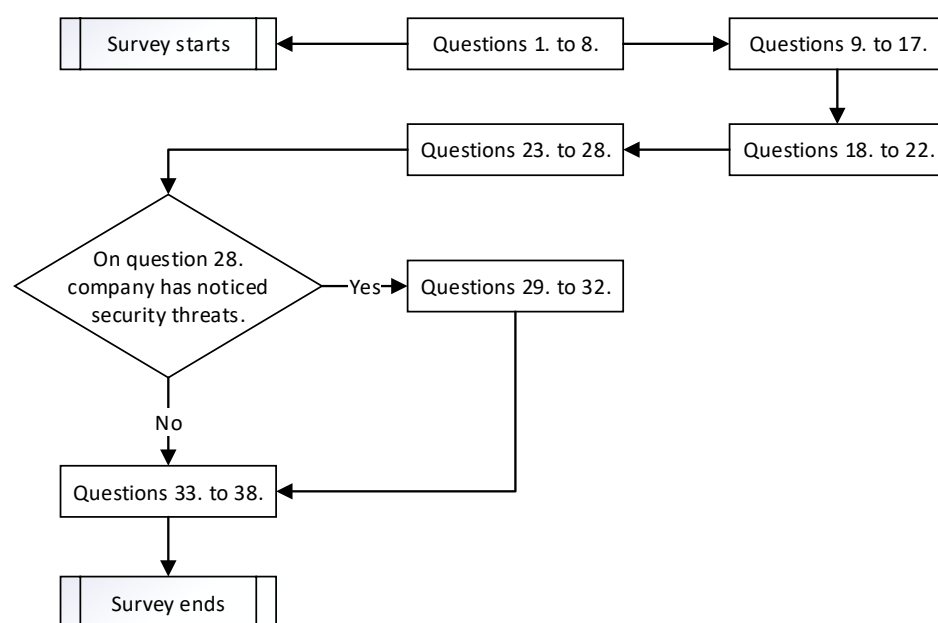 Survey starts
Questions 1. to 8.
Questions 9. to 17.
Questions 23. to 28.
Questions 18. to 22.
On question 28.
company has noticed
security threats.
Yes
Questions 29. to 32.
No
Questions 33. to 38.
Survey ends